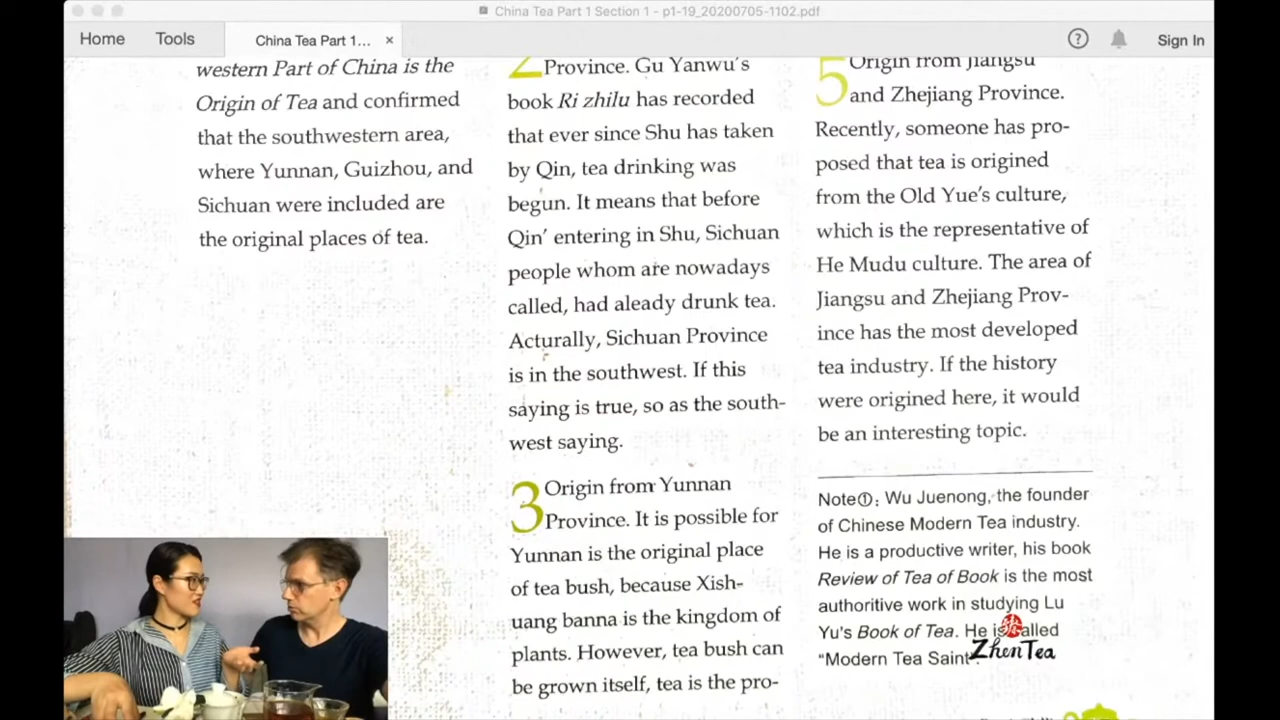 China Tea Part 1 Section 1 - p1-19_20200705-1102.pdf
Home
Tools
China Tea Part 1...
×
?
Sign In
western Part of China is the
Origin of Tea and confirmed
that the southwestern area,
where Yunnan, Guizhou, and
Sichuan were included are
the original places of tea.
2
Province. Gu Yanwu's
book Ri zhilu has recorded
that ever since Shu has taken
by Qin, tea drinking was
begun. It means that before
Qin' entering in Shu, Sichuan
people whom are nowadays
called, had aleady drunk tea.
Acturally, Sichuan Province
is in the southwest. If this
saying is true, so as the south-
west saying.
3 Origin from Yunnan
Province. It is possible for
Yunnan is the original place
of tea bush, because Xish-
uang banna is the kingdom of
plants. However, tea bush can
be grown itself, tea is the pro-
5 Origin from Jiangsu
and Zhejiang Province.
Recently, someone has pro-
posed that tea is origined
from the Old Yue's culture,
which is the representative of
He Mudu culture. The area of
Jiangsu and Zhejiang Prov-
ince has the most developed
tea industry. If the history
were origined here, it would
be an interesting topic.
Note①: Wu Juenong, the founder
of Chinese Modern Tea industry.
He is a productive writer, his book
Review of Tea of Book is the most
authoritive work in studying Lu
Yu's Book of Tea. He is called
"Modern Tea Saint".
ZhenTea